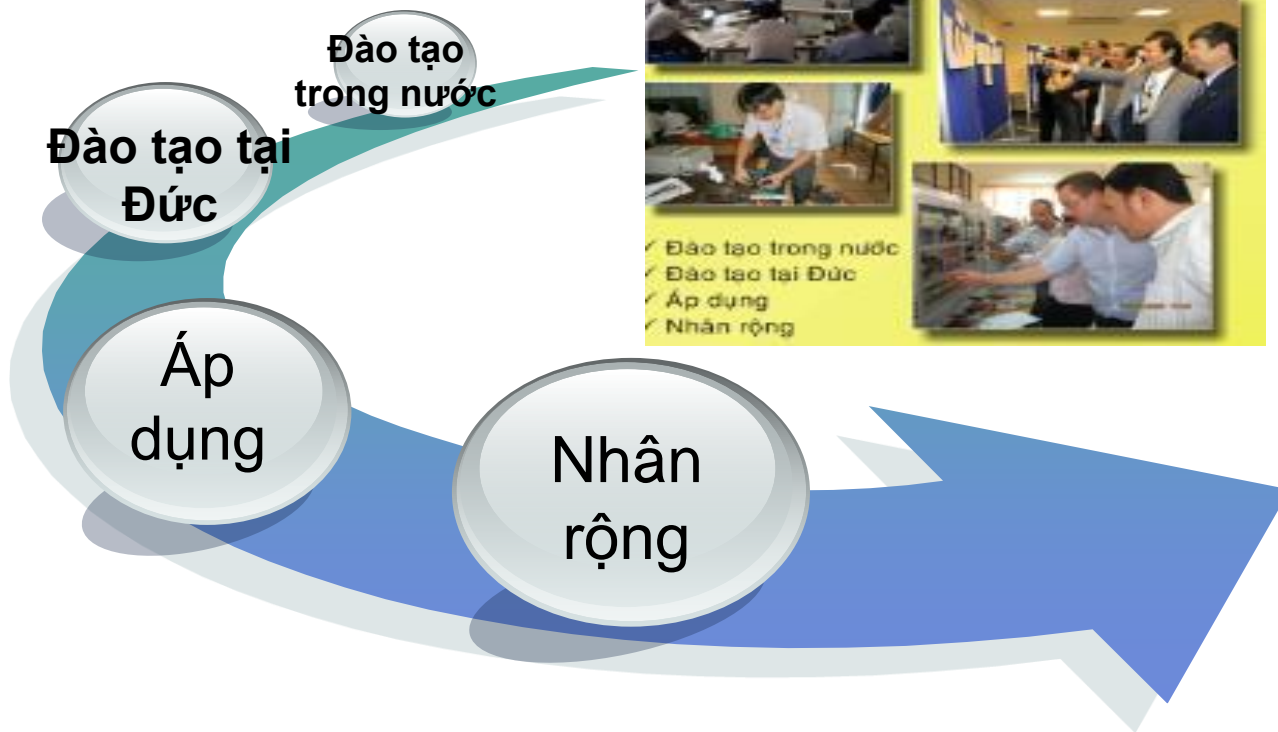 Đào tạo
trong nước
Đào tạo tại
Đức
Áp
dụng
Nhân
rộng
✓ Đào tạo trong nước
✓ Đào tạo tại Đức
✓ Áp dụng
✓ Nhân rộng